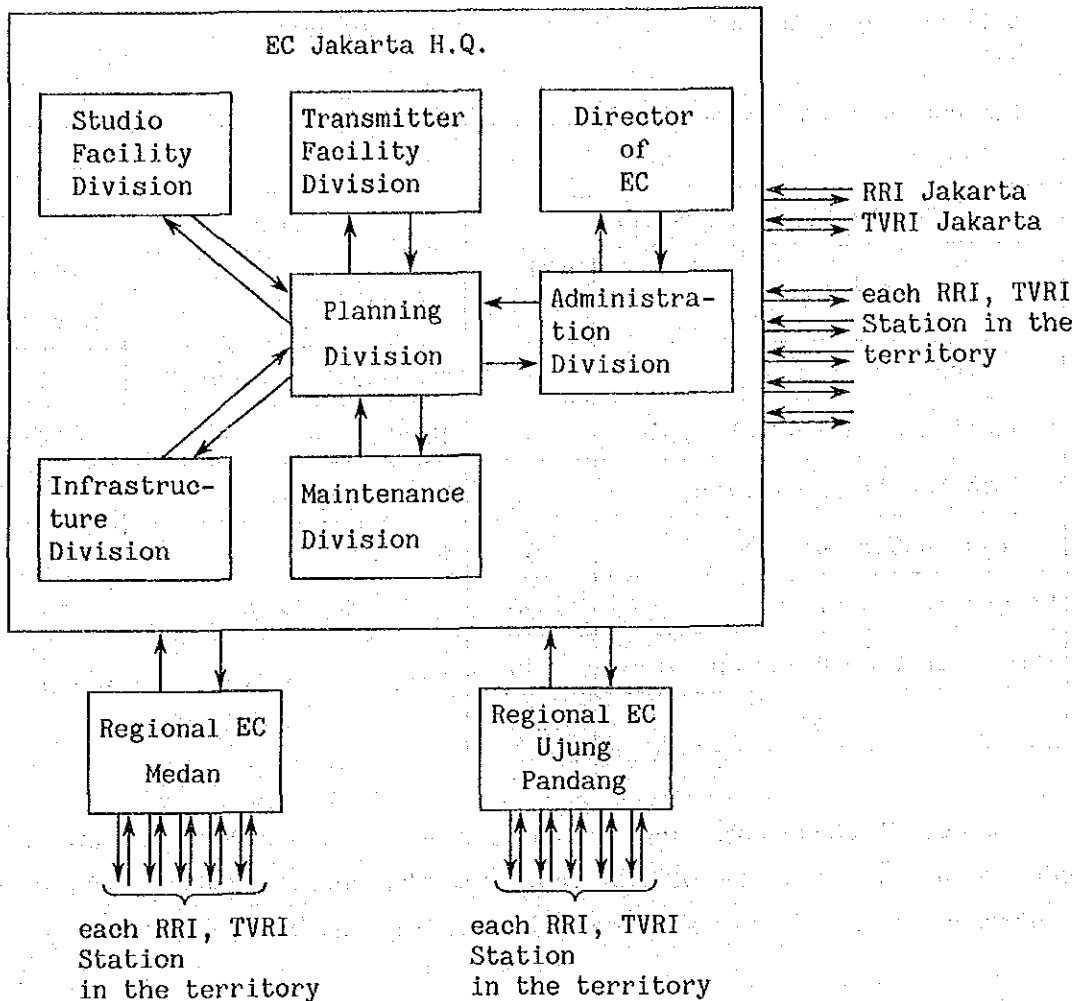 EC Jakarta H.Q.
Studio
Facility
Division
Transmitter
Facility
Division
Director
of
EC
RRI Jakarta
TVRI Jakarta
Planning
Division
Administra-
tion
Division
each RRI, TVRI
Station in the
territory
Infrastruc-
ture
Division
Maintenance
Division
Regional EC
Medan
Regional EC
Ujung
Pandang
each RRI, TVRI
Station
in the territory
each RRI, TVRI
Station
in the territory